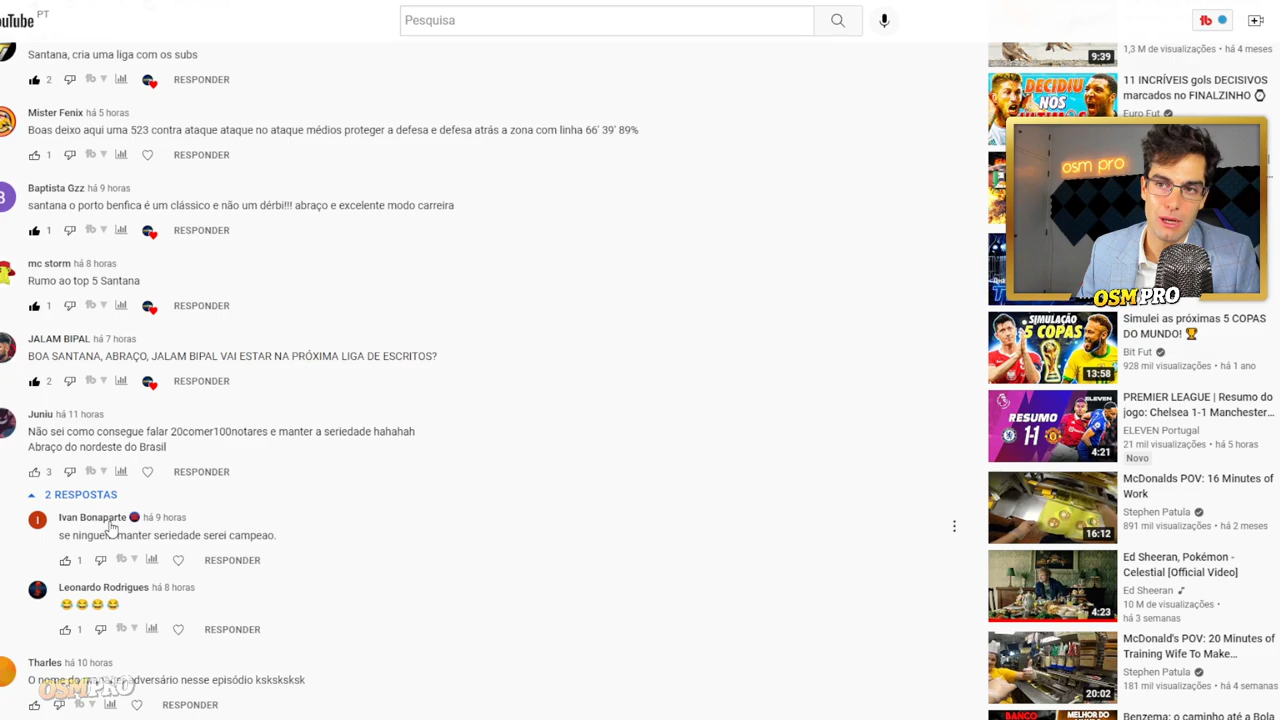 ouTube PT
Pesquisa
Santana, cria uma liga com os subs
2 RESPONDER
Mister Fenix há 5 horas
Boas deixo aqui uma 523 contra ataque ataque no ataque médios proteger a defesa e defesa atrás a zona com linha 66' 39' 89%
1 RESPONDER
Baptista Gzz há 9 horas
santana o porto benfica é um clássico e não um dérbi!!! abraço e excelente modo carreira
1 RESPONDER
mc storm há 8 horas
Rumo ao top 5 Santana
1 RESPONDER
JALAM BIPAL há 7 horas
BOA SANTANA, ABRAÇO, JALAM BIPAL VAI ESTAR NA PRÓXIMA LIGA DE ESCRITOS?
2 RESPONDER
Juniu há 11 horas
Não sei como consegue falar 20comer100notares e manter a seriedade hahahah
Abraço do nordeste do Brasil
3 RESPONDER
2 RESPOSTAS
I
Ivan Bonaparte há 9 horas
se ningue manter seriedade serei campeao.
1 RESPONDER
Leonardo Rodrigues há 8 horas
😂😂😂😂
1 RESPONDER
Tharles há 10 horas
O adversário nesse episódio ksksksksk
OSMPRO
RESPONDER
9:39
1,3 M de visualizações • há 4 meses
DECIDIU
NOS
11 INCRÍVEIS gols DECISIVOS
marcados no FINALZINHO
Euro Fut
osm pro
OSMPRO
SIMULAÇÃO
5 COPAS
13:58
Simulei as próximas 5 COPAS
DO MUNDO! 🏆
Bit Fut
928 mil visualizações • há 1 ano
ELEVEN
RESUMO
1-1
4:21
PREMIER LEAGUE | Resumo do
jogo: Chelsea 1-1 Manchester...
ELEVEN Portugal
21 mil visualizações • há 5 horas
Novo
16:12
McDonalds POV: 16 Minutes of
Work
Stephen Patula
891 mil visualizações • há 2 meses
4:23
Ed Sheeran, Pokémon -
Celestial [Official Video]
Ed Sheeran
10 M de visualizações •
há 3 semanas
20:02
McDonald's POV: 20 Minutes of
Training Wife To Make...
Stephen Patula
181 mil visualizações • há 4 semanas
BANCO MELHOR DO
Benzema: o caminho até a Bola